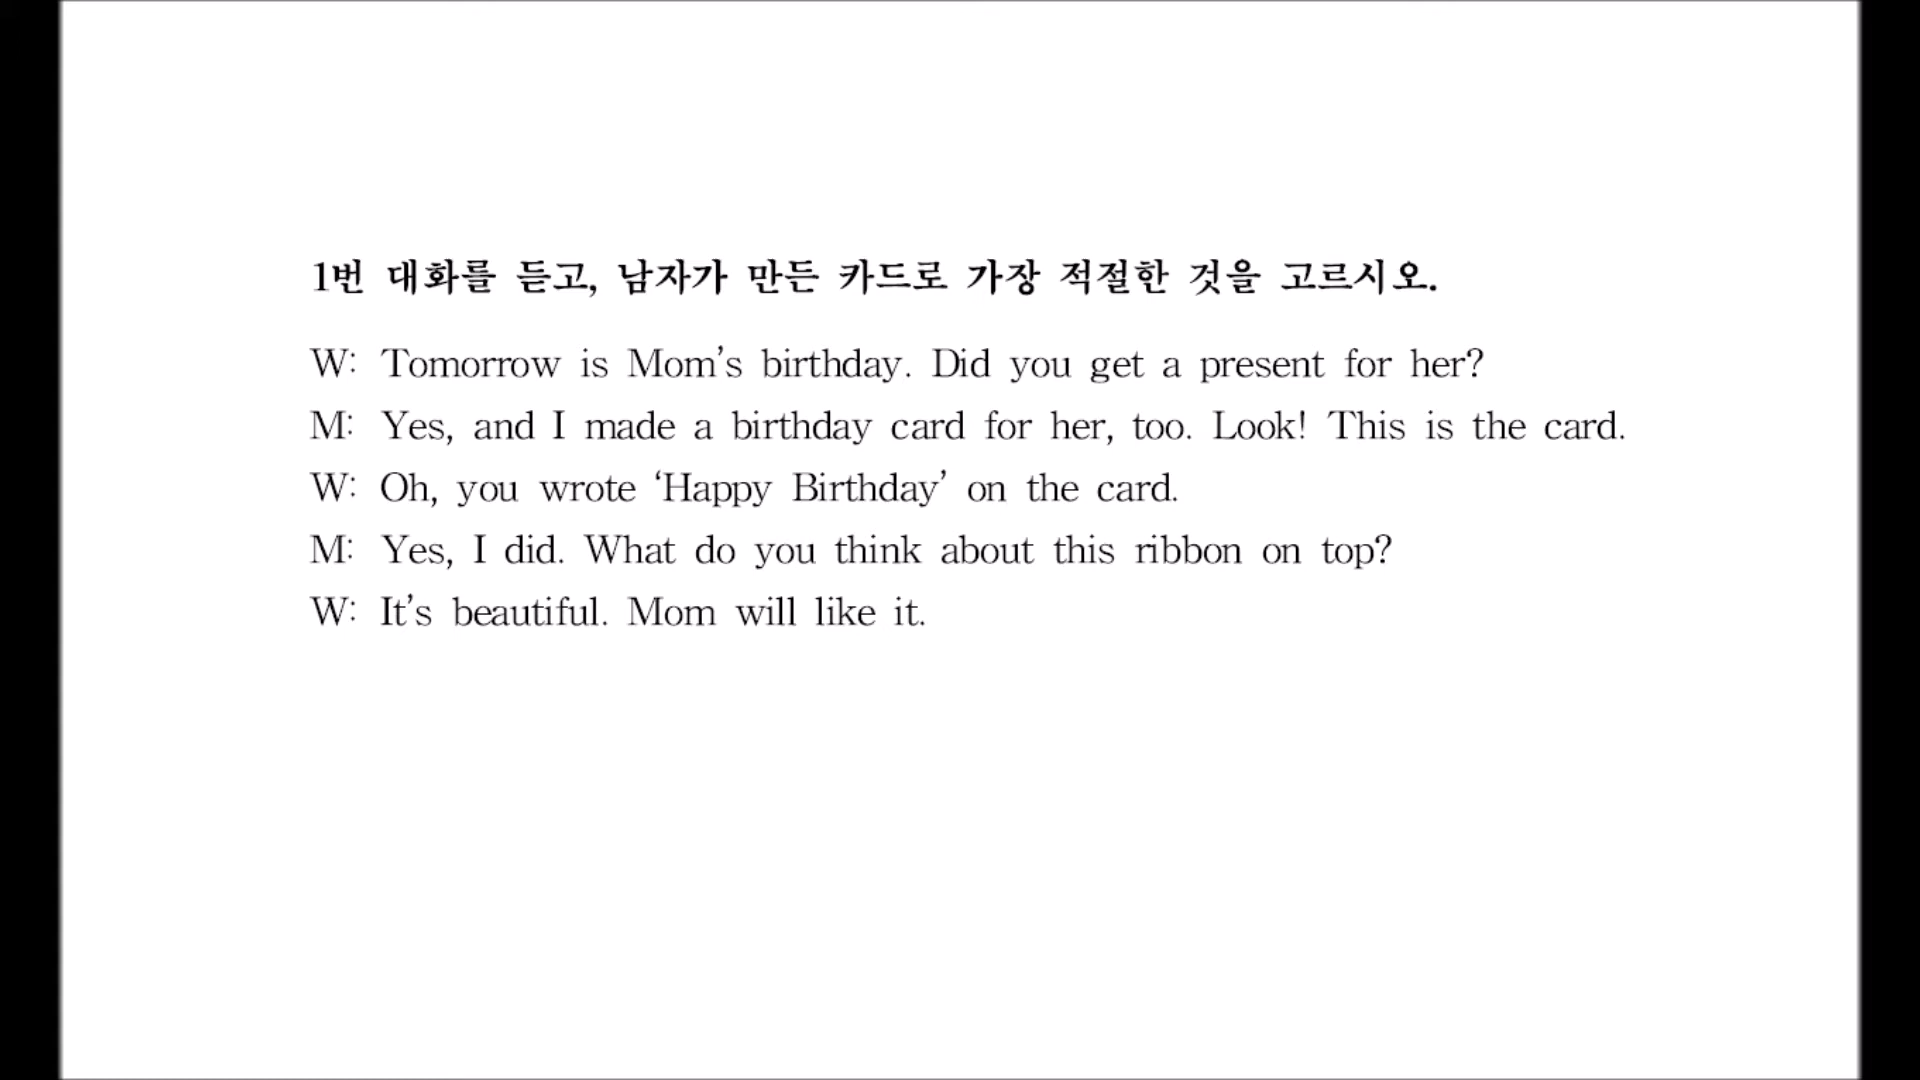 1번 대화를 듣고, 남자가 만든 카드로 가장 적절한 것을 고르시오.
W: Tomorrow is Mom’s birthday. Did you get a present for her?
M: Yes, and I made a birthday card for her, too. Look! This is the card.
W: Oh, you wrote ‘Happy Birthday’ on the card.
M: Yes, I did. What do you think about this ribbon on top?
W: It’s beautiful. Mom will like it.